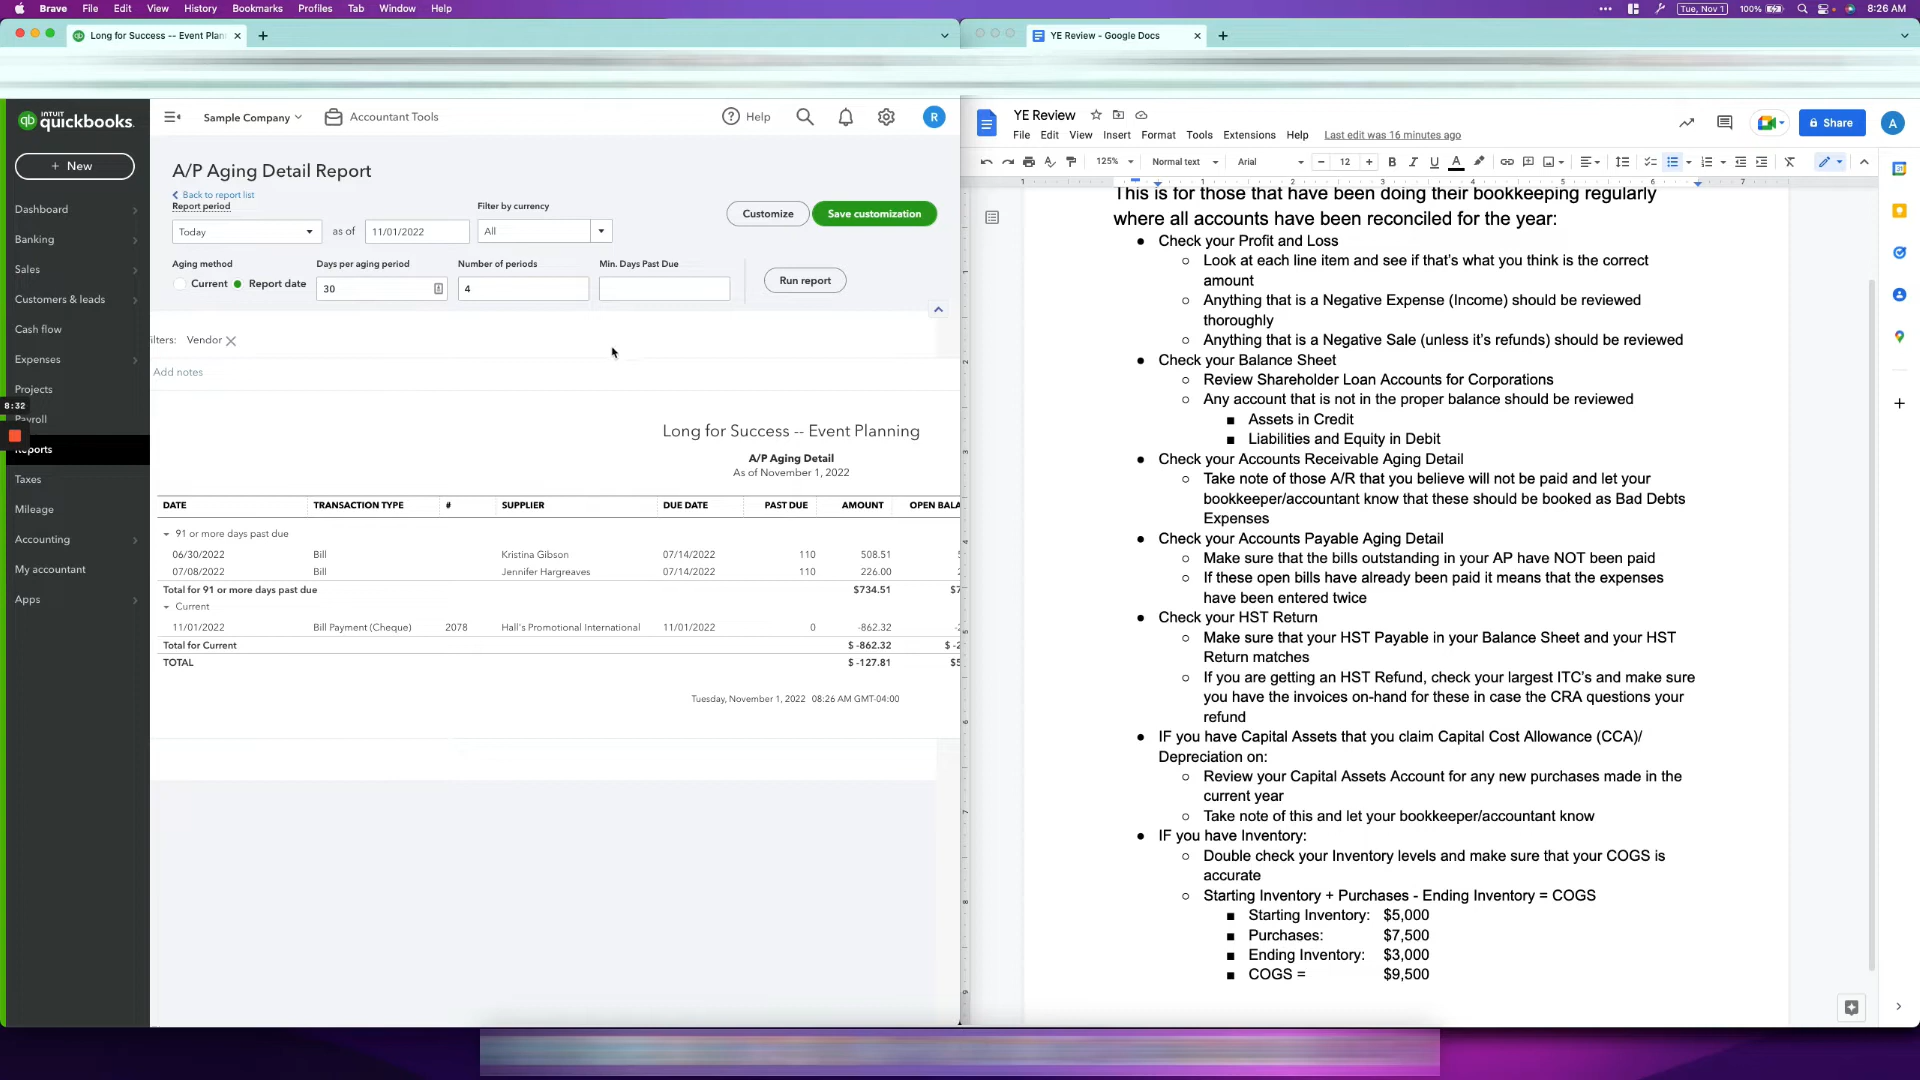 Brave File Edit View History Bookmarks Profiles Tab Window Help
Tue, Nov 1 100% 8:26 AM
Long for Success -- Event Plan
YE Review - Google Docs
INTUIT
quickbooks.
+ New
Dashboard
Banking
Sales
Customers & leads
Cash flow
Expenses
Projects
8:32
Payroll
Reports
Taxes
Mileage
Accounting
My account
Apps
Sample Company
Accountant Tools
Help
R
A/P Aging Detail Report
Back to report list
Report period
Filter by currency
Today
as of
11/01/2022
All
Customize
Save customization
Aging method
Days per aging period
Number of periods
Min. Days Past Due
Current
Report date
30
4
Run report
ilters: Vendor
Add notes
Long for Success -- Event Planning
A/P Aging Detail
As of November 1, 2022
DATE TRANSACTION TYPE # SUPPLIER DUE DATE PAST DUE AMOUNT OPEN BALA
91 or more days past due
06/30/2022 Bill Kristina Gibson 07/14/2022 110 508.51
07/08/2022 Bill Jennifer Hargreaves 07/14/2022 110 226.00
Total for 91 or more days past due $734.51 $7
Current
11/01/2022 Bill Payment (Cheque) 2078 Hall's Promotional International 11/01/2022 0 -862.32
Total for Current $ -862.32 $ -2
TOTAL $ -127.81 $5
Tuesday, November 1, 2022 08:26 AM GMT-04:00
YE Review
File Edit View Insert Format Tools Extensions Help Last edit was 16 minutes ago
Share
A
125% Normal text Arial 12
This is for those that have been doing their bookkeeping regularly
where all accounts have been reconciled for the year:
● Check your Profit and Loss
○ Look at each line item and see if that's what you think is the correct
amount
○ Anything that is a Negative Expense (Income) should be reviewed
thoroughly
○ Anything that is a Negative Sale (unless it's refunds) should be reviewed
● Check your Balance Sheet
○ Review Shareholder Loan Accounts for Corporations
○ Any account that is not in the proper balance should be reviewed
■ Assets in Credit
■ Liabilities and Equity in Debit
● Check your Accounts Receivable Aging Detail
○ Take note of those A/R that you believe will not be paid and let your
bookkeeper/accountant know that these should be booked as Bad Debts
Expenses
● Check your Accounts Payable Aging Detail
○ Make sure that the bills outstanding in your AP have NOT been paid
○ If these open bills have already been paid it means that the expenses
have been entered twice
● Check your HST Return
○ Make sure that your HST Payable in your Balance Sheet and your HST
Return matches
○ If you are getting an HST Refund, check your largest ITC's and make sure
you have the invoices on-hand for these in case the CRA questions your
refund
● IF you have Capital Assets that you claim Capital Cost Allowance (CCA)/
Depreciation on:
○ Review your Capital Assets Account for any new purchases made in the
current year
○ Take note of this and let your bookkeeper/accountant know
● IF you have Inventory:
○ Double check your Inventory levels and make sure that your COGS is
accurate
○ Starting Inventory + Purchases - Ending Inventory = COGS
■ Starting Inventory: $5,000
■ Purchases: $7,500
■ Ending Inventory: $3,000
■ COGS = $9,500